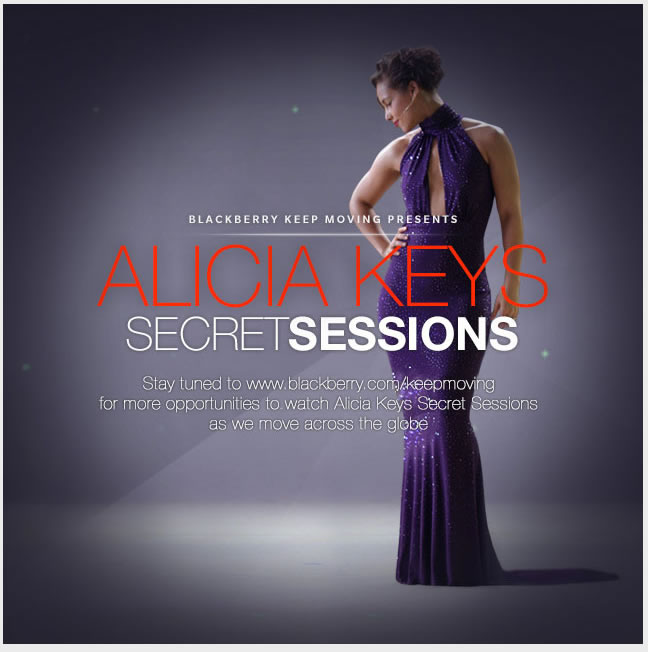 BLACKBERRY KEEP MOVING PRESENTS
ALICIA KEYS
SECRETSESSIONS
Stay tuned to www.blackberry.com/keepmoving
for more opportunities to watch Alicia Keys Secret Sessions
as we move across the globe